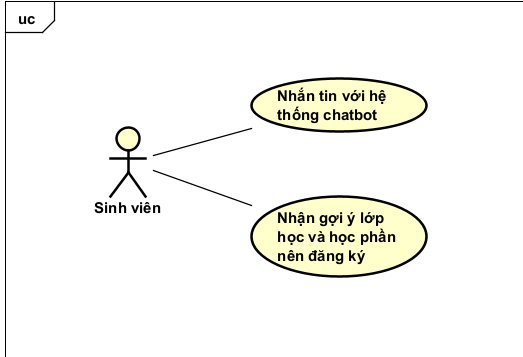 uc
Nhắn tin với hệ
thống chatbot
Sinh viên
Nhận gợi ý lớp
học và học phần
nên đăng ký